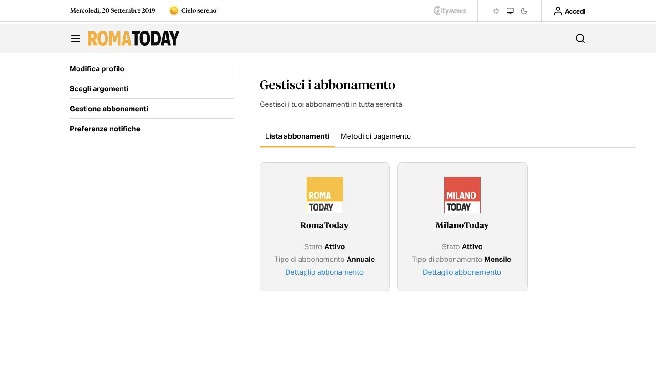 Mercoledì, 20 Settembre 2019
Cielo sereno
citynews
Accedi
ROMATODAY
Modifica profilo
Scegli argomenti
Gestione abbonamenti
Preferenze notifiche
Gestisci i abbonamento
Gestisci i tuoi abbonamenti in tutta serenità
Lista abbonamenti
Metodi di pagamento
ROMA
TODAY
RomaToday
Stato Attivo
Tipo di abbonamento Annuale
Dettaglio abbonamento
MILANO
TODAY
MilanoToday
Stato Attivo
Tipo di abbonamento Mensile
Dettaglio abbonamento